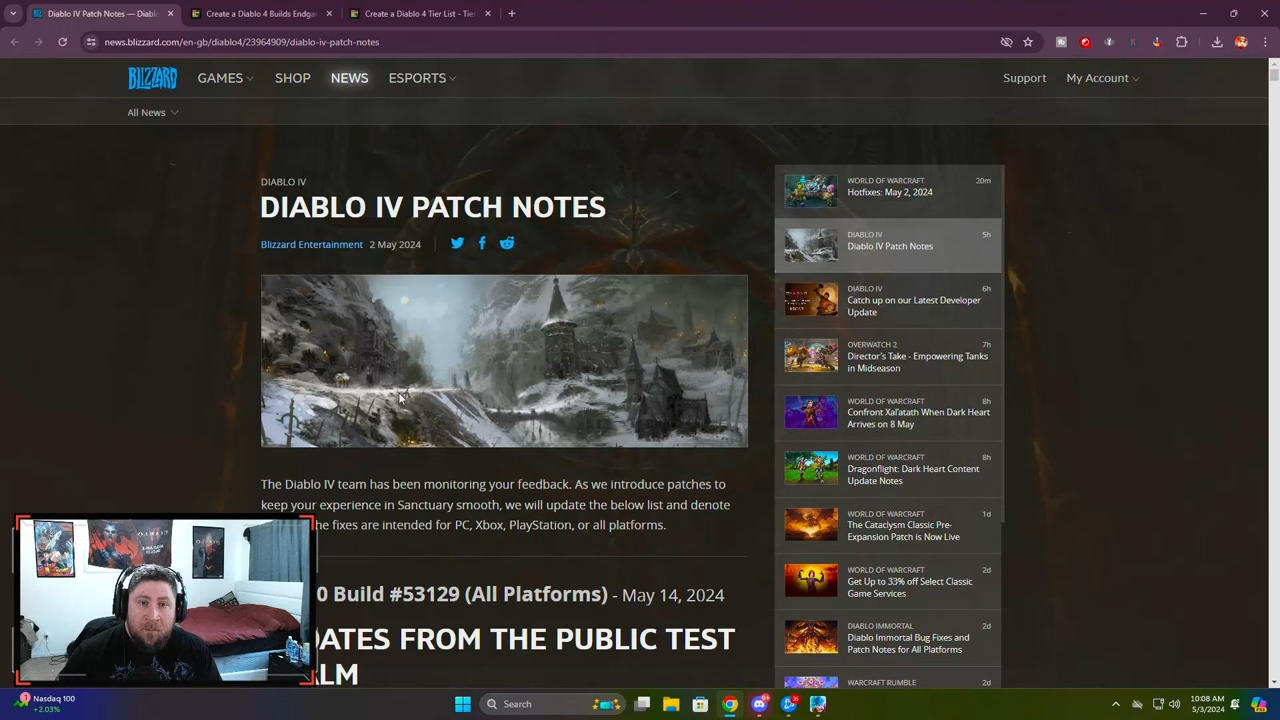 Diablo IV Patch Notes — Diabl
Create a Diablo 4 Builds Endga
Create a Diablo 4 Tier List - Tie
news.blizzard.com/en-gb/diablo4/23964909/diablo-iv-patch-notes
BLIZZARD
GAMES
SHOP
NEWS
ESPORTS
Support
My Account
All News
DIABLO IV
DIABLO IV PATCH NOTES
Blizzard Entertainment 2 May 2024
The Diablo IV team has been monitoring your feedback. As we introduce patches to
keep your experience in Sanctuary smooth, we will update the below list and denote
he fixes are intended for PC, Xbox, PlayStation, or all platforms.
0 Build #53129 (All Platforms) - May 14, 2024
DATES FROM THE PUBLIC TEST
ALM
WORLD OF WARCRAFT 20m
Hotfixes: May 2, 2024
DIABLO IV 5h
Diablo IV Patch Notes
DIABLO IV 6h
Catch up on our Latest Developer
Update
OVERWATCH 2 7h
Director's Take - Empowering Tanks
in Midseason
WORLD OF WARCRAFT 8h
Confront Xal'atath When Dark Heart
Arrives on 8 May
WORLD OF WARCRAFT 8h
Dragonflight: Dark Heart Content
Update Notes
WORLD OF WARCRAFT 1d
The Cataclysm Classic Pre-
Expansion Patch is Now Live
WORLD OF WARCRAFT 2d
Get Up to 33% off Select Classic
Game Services
DIABLO IMMORTAL 2d
Diablo Immortal Bug Fixes and
Patch Notes for All Platforms
WARCRAFT RUMBLE 2d
Nasdaq 100
+2.03%
Search
10:08 AM
5/3/2024